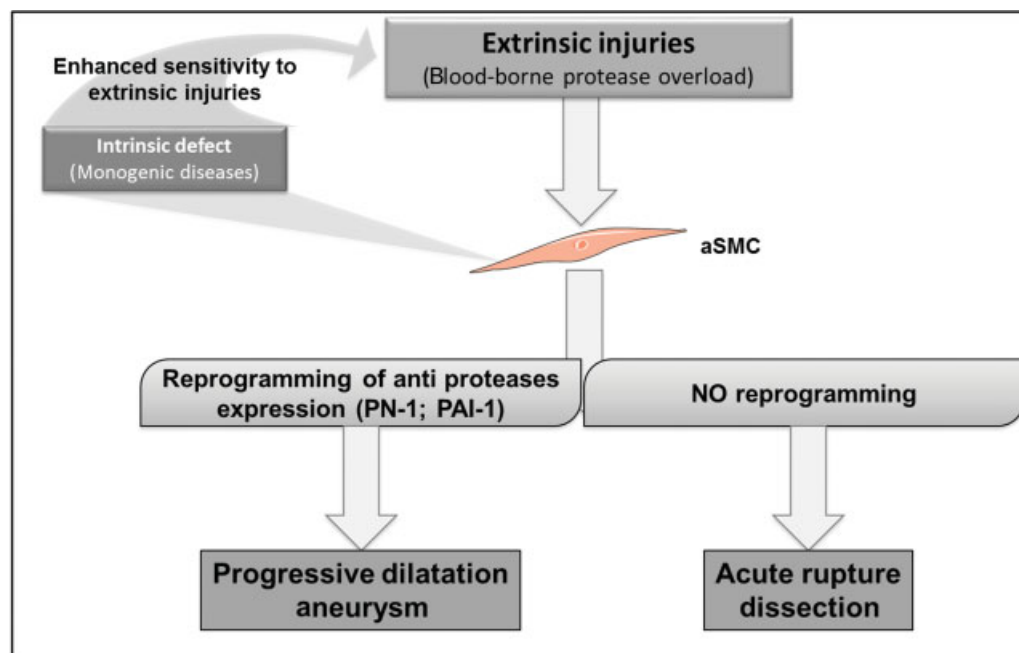 Extrinsic injuries
(Blood-borne protease overload)
Enhanced sensitivity to
extrinsic injuries
Intrinsic defect
(Monogenic diseases)
aSMC
Reprogramming of anti proteases
expression (PN-1; PAI-1)
NO reprogramming
Progressive dilatation
aneurysm
Acute rupture
dissection